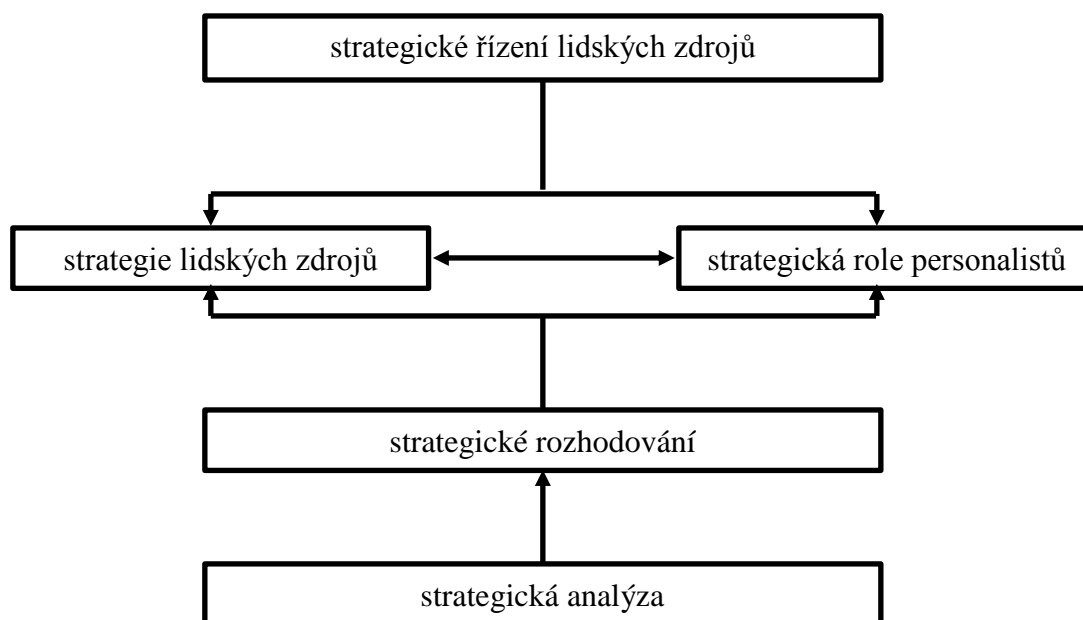 strategické řízení lidských zdrojů
strategie lidských zdrojů
strategická role personalistů
strategické rozhodování
strategická analýza